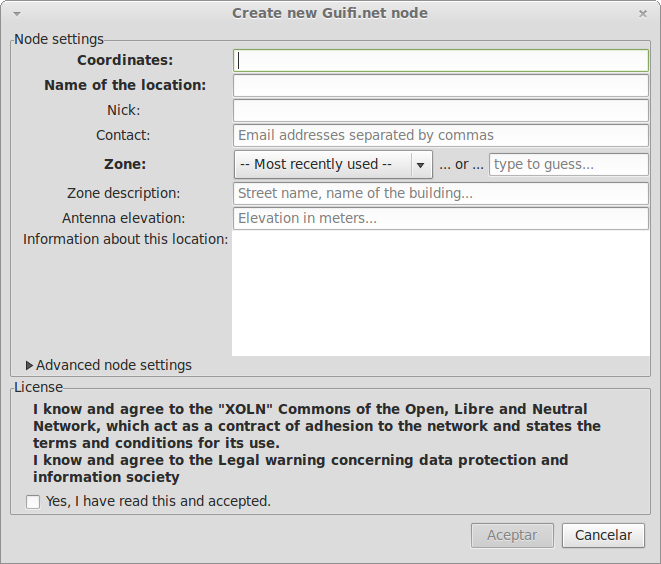 Create new Guifi.net node
Node settings
Coordinates:
Name of the location:
Nick:
Contact: Email addresses separated by commas
Zone: -- Most recently used -- ... or ... type to guess...
Zone description: Street name, name of the building...
Antenna elevation: Elevation in meters...
Information about this location:
Advanced node settings
License
I know and agree to the "XOLN" Commons of the Open, Libre and Neutral
Network, which act as a contract of adhesion to the network and states the
terms and conditions for its use.
I know and agree to the Legal warning concerning data protection and
information society
Yes, I have read this and accepted.
Aceptar Cancelar